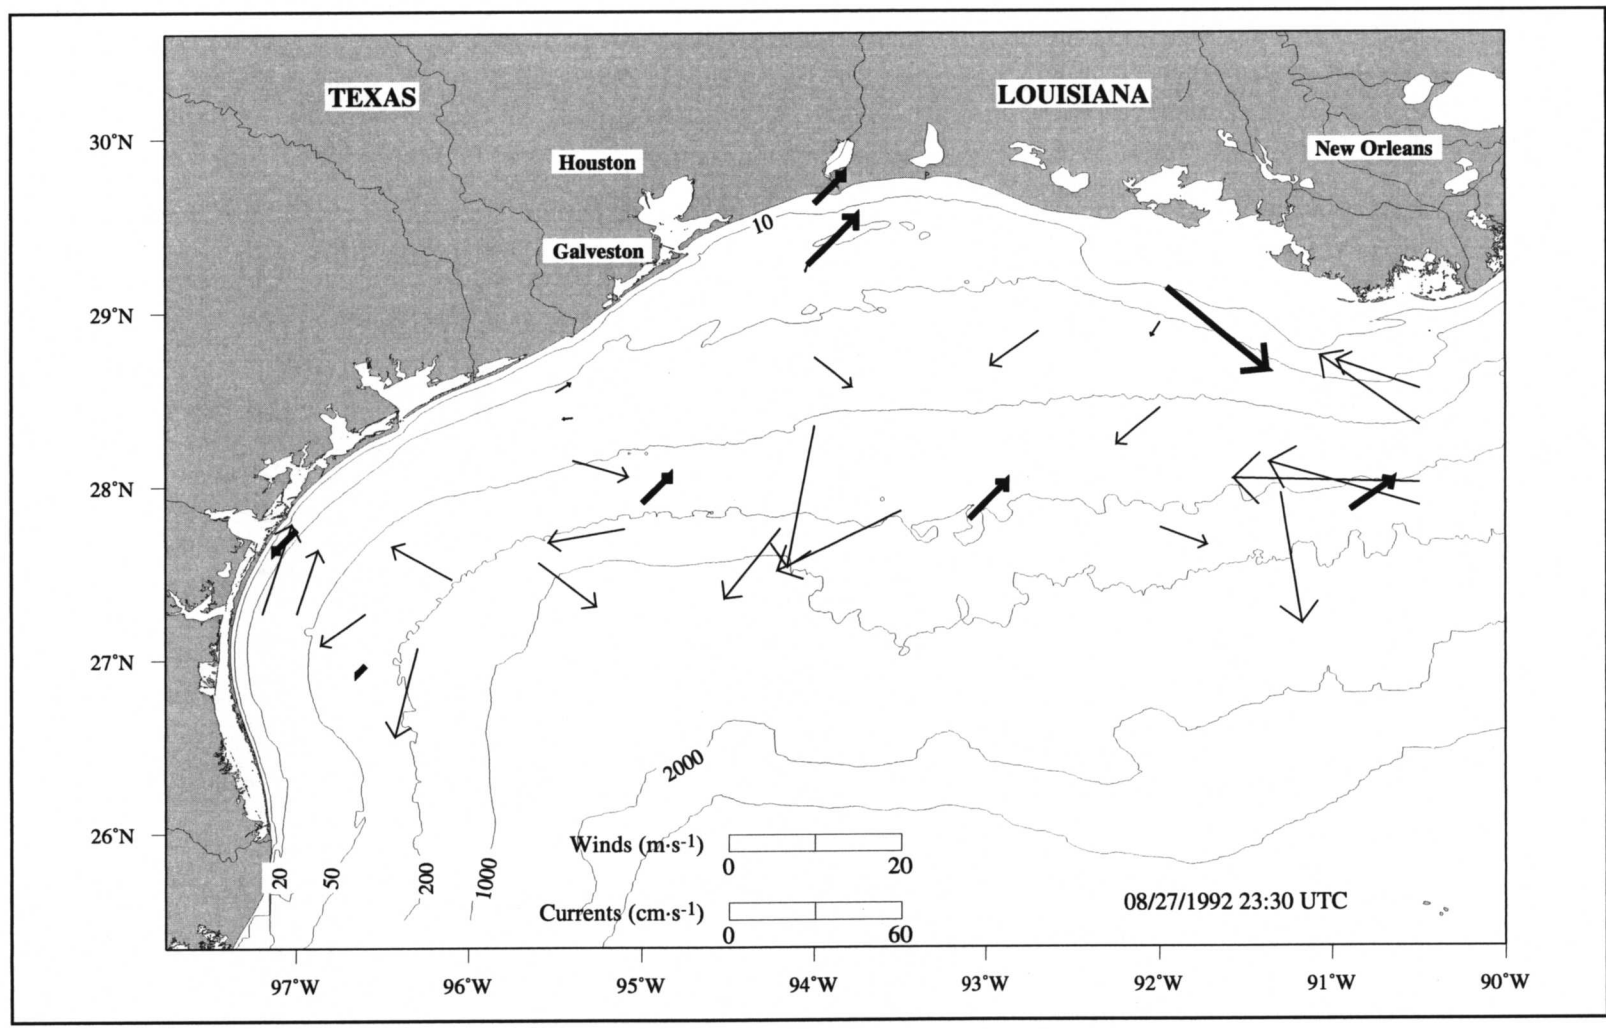 TEXAS
LOUISIANA
30°N
Houston
New Orleans
10
Galveston
29°N
28°N
27°N
2000
26°N
Winds (m·s-1)
0 20
20 50 200 1000
Currents (cm·s-1)
0 60
08/27/1992 23:30 UTC
97°W 96°W 95°W 94°W 93°W 92°W 91°W 90°W